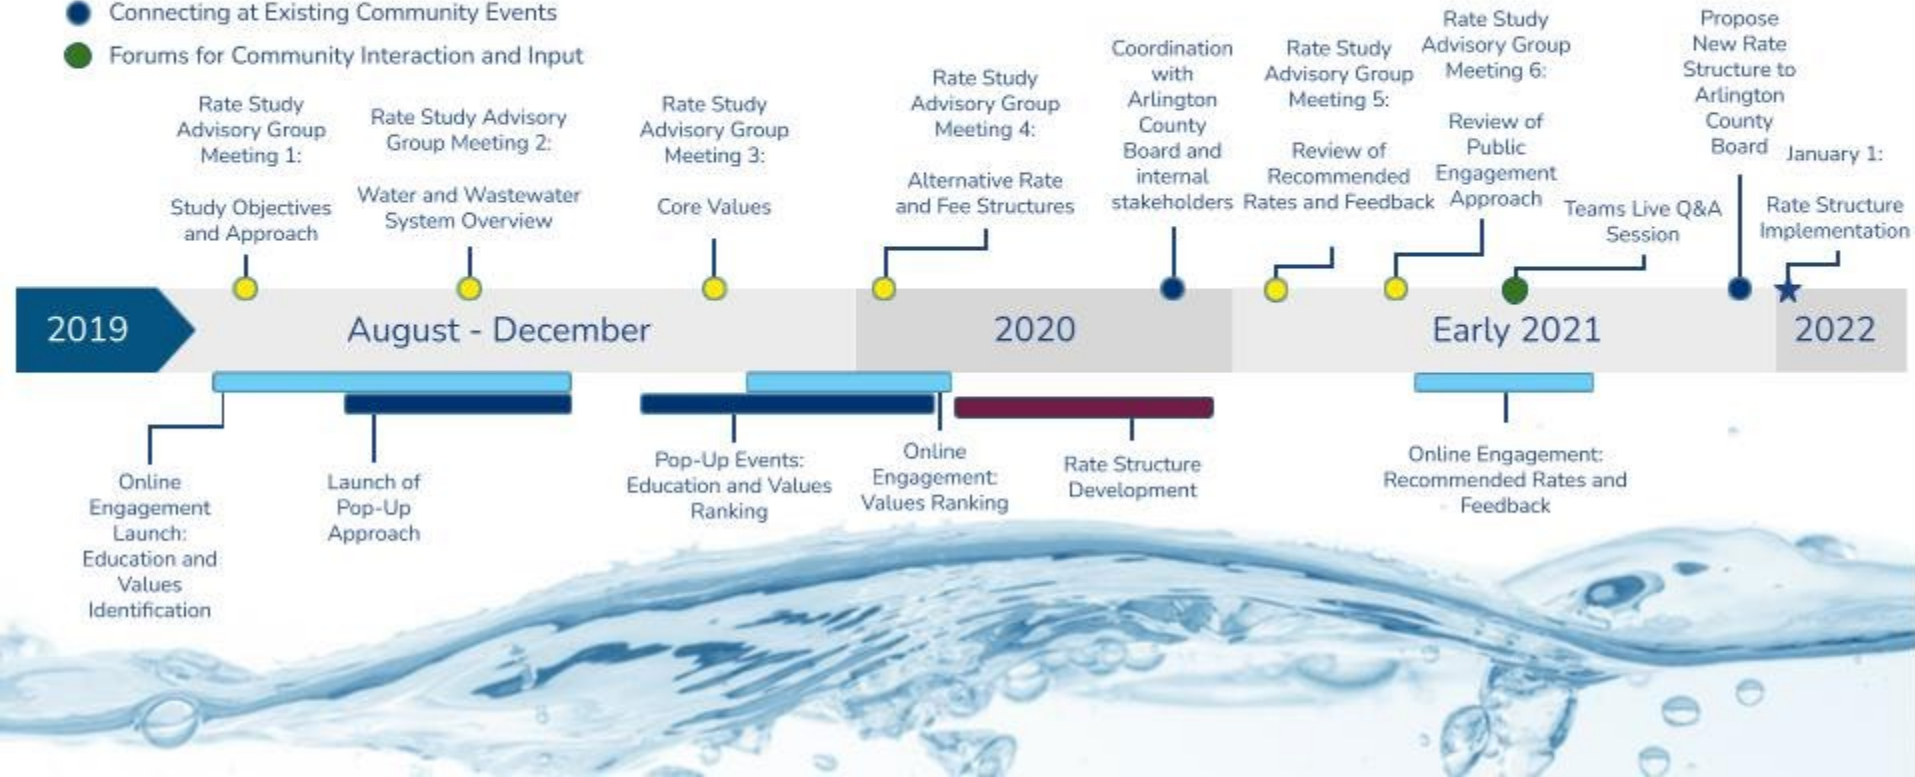 Connecting at Existing Community Events
Forums for Community Interaction and Input
Rate Study
Advisory Group
Meeting 1:
Study Objectives
and Approach
Rate Study Advisory
Group Meeting 2:
Water and Wastewater
System Overview
Rate Study
Advisory Group
Meeting 3:
Core Values
Rate Study
Advisory Group
Meeting 4:
Alternative Rate
and Fee Structures
Coordination
with
Arlington
County
Board and
internal
stakeholders
Rate Study
Advisory Group
Meeting 5:
Review of
Recommended
Rates and Feedback
Rate Study
Advisory Group
Meeting 6:
Review of
Public
Engagement
Approach
Teams Live Q&A
Session
Propose
New Rate
Structure to
Arlington
County
Board
January 1:
Rate Structure
Implementation
2019
August - December
2020
Early 2021
2022
Online
Engagement
Launch:
Education and
Values
Identification
Launch of
Pop-Up
Approach
Pop-Up Events:
Education and Values
Ranking
Online
Engagement:
Values Ranking
Rate Structure
Development
Online Engagement:
Recommended Rates and
Feedback